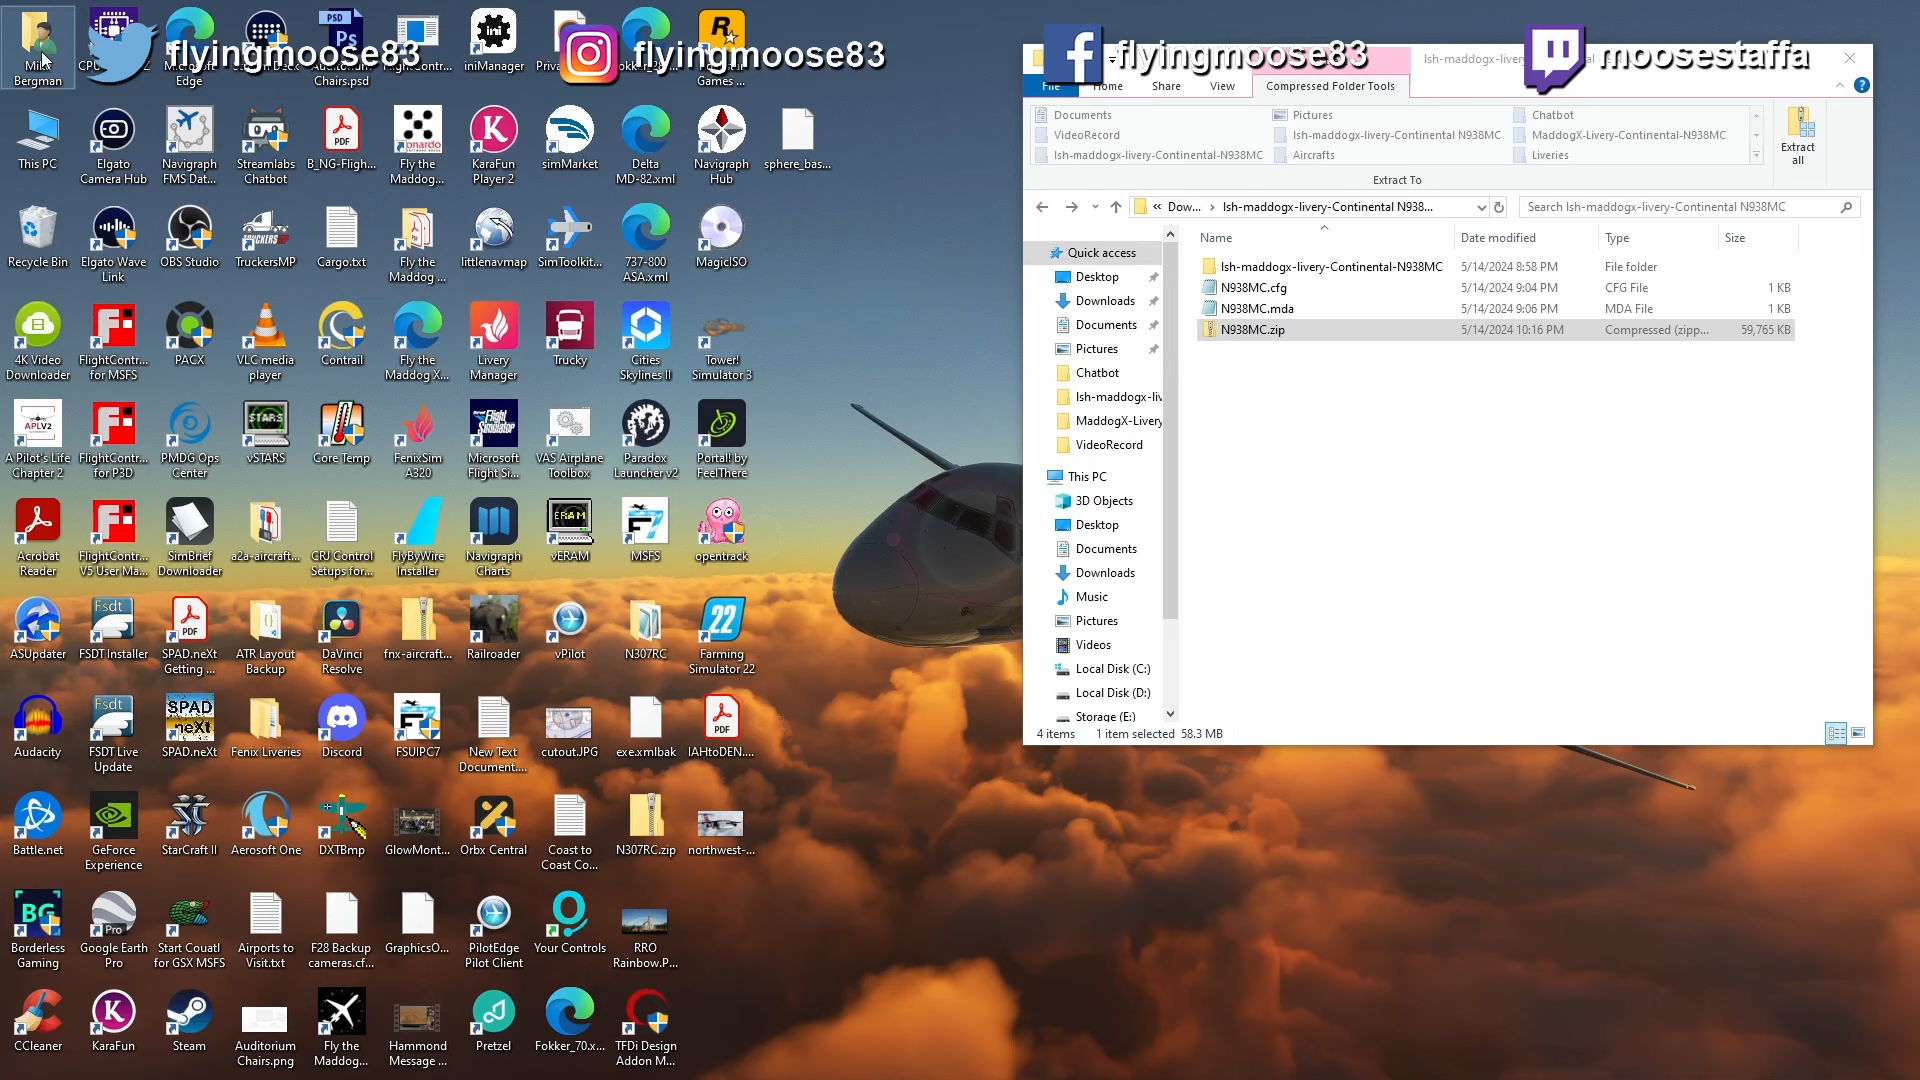 flyingmoose83
flyingmoose83
flyingmoose83
moosestaffa
Mike Bergman
Microsoft Edge
Auditorium Chairs.psd
iniManager
This PC
Elgato Camera Hub
Navigraph FMS Dat...
Streamlabs Chatbot
B_NG-Fligh...
Fly the Maddog...
KaraFun Player 2
simMarket
Delta MD-82.xml
Navigraph Hub
sphere_bas...
Recycle Bin
Elgato Wave Link
OBS Studio
TruckersMP
Cargo.txt
Fly the Maddog ...
littlenavmap
SimToolkit...
737-800 ASA.xml
MagicISO
4K Video Downloader
FlightContr... for MSFS
PACX
VLC media player
Contrail
Fly the Maddog X...
Livery Manager
Trucky
Cities Skylines II
Tower! Simulator 3
A Pilot's Life Chapter 2
FlightContr... for P3D
PMDG Ops Center
vSTARS
Core Temp
FenixSim A320
Microsoft Flight Si...
VAS Airplane Toolbox
Paradox Launcher v2
Portal! by FeelThere
Acrobat Reader
FlightContr... V5 User Ma...
SimBrief Downloader
a2a-aircraft...
CRJ Control Setups for...
FlyByWire Installer
Navigraph Charts
vERAM
MSFS
opentrack
ASUpdater
FSDT Installer
SPAD.neXt Getting ...
ATR Layout Backup
DaVinci Resolve
fnx-aircraft...
Railroader
vPilot
N307RC
Farming Simulator 22
Audacity
FSDT Live Update
SPAD.neXt
Fenix Liveries
Discord
FSUIPC7
New Text Document....
cutout.JPG
exe.xmlbak
IAHtoDEN....
Battle.net
GeForce Experience
StarCraft II
Aerosoft One
DXTBmp
GlowMont...
Orbx Central
Coast to Coast Co...
N307RC.zip
northwest-...
Borderless Gaming
Google Earth Pro
Start Couatl for GSX MSFS
Airports to Visit.txt
F28 Backup cameras.cf...
GraphicsO...
PilotEdge Pilot Client
Your Controls
RRO Rainbow.P...
CCleaner
KaraFun
Steam
Auditorium Chairs.png
Fly the Maddog...
Hammond Message ...
Pretzel
Fokker_70.x...
TFDi Design Addon M...
File
Home
Share
View
Compressed Folder Tools
Documents
Pictures
Chatbot
VideoRecord
lsh-maddogx-livery-Continental N938MC
MaddogX-Livery-Continental-N938MC
lsh-maddogx-livery-Continental-N938MC
Aircrafts
Liveries
Extract all
Extract To
« Dow... › lsh-maddogx-livery-Continental N938...
Search lsh-maddogx-livery-Continental N938MC
Name Date modified Type Size
lsh-maddogx-livery-Continental-N938MC 5/14/2024 8:58 PM File folder
N938MC.cfg 5/14/2024 9:04 PM CFG File 1 KB
N938MC.mda 5/14/2024 9:06 PM MDA File 1 KB
N938MC.zip 5/14/2024 10:16 PM Compressed (zipp... 59,765 KB
Quick access
Desktop
Downloads
Documents
Pictures
Chatbot
lsh-maddogx-liv
MaddogX-Livery
VideoRecord
This PC
3D Objects
Desktop
Documents
Downloads
Music
Pictures
Videos
Local Disk (C:)
Local Disk (D:)
Storage (E:)
4 items 1 item selected 58.3 MB